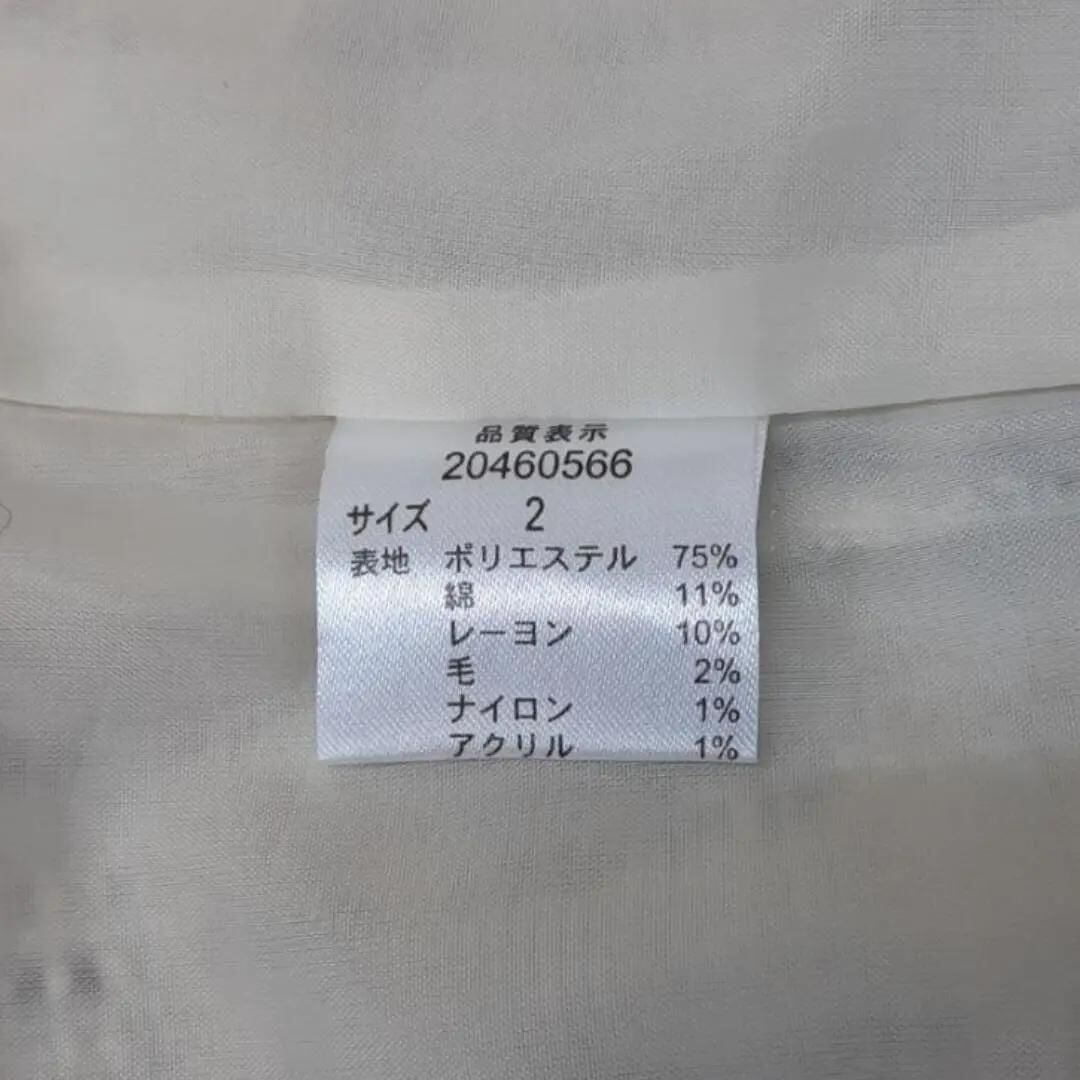 品質表示
20460566
サイズ 2
表地 ポリエステル 75%
綿 11%
レーヨン 10%
毛 2%
ナイロン 1%
アクリル 1%